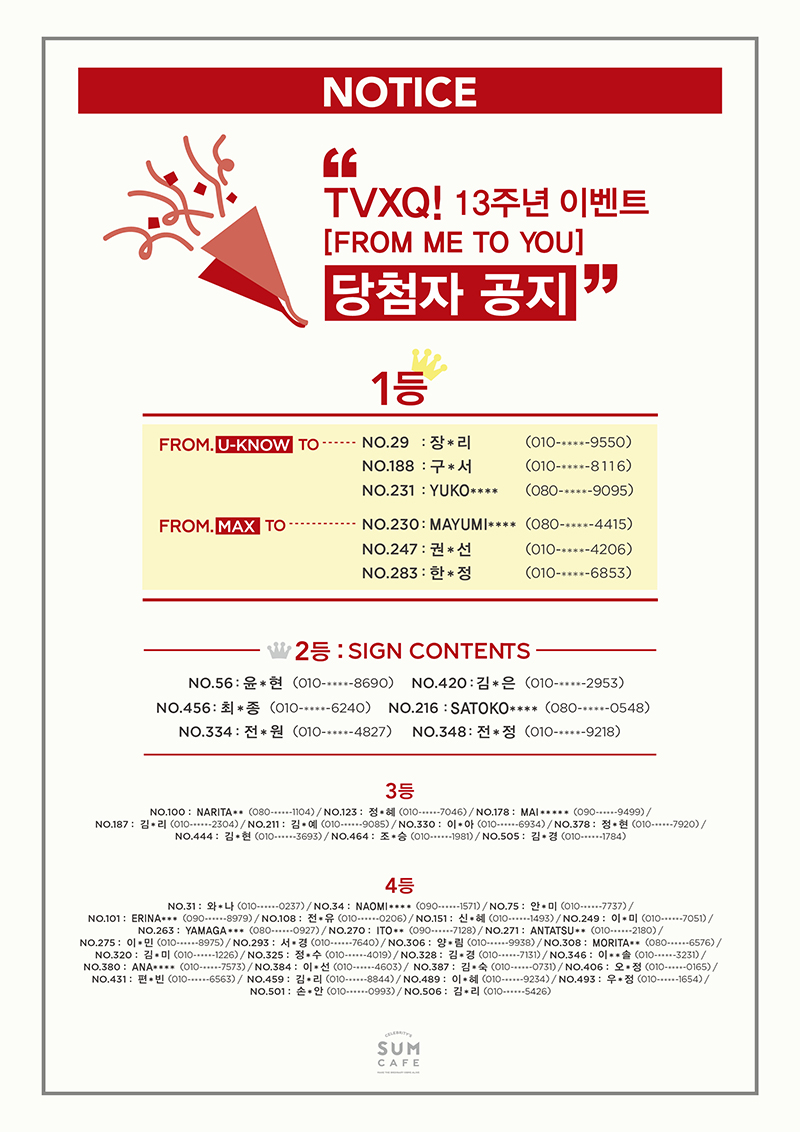 NOTICE
“
TVXQ! 13주년 이벤트
[FROM ME TO YOU]
당첨자 공지 ”
1등
FROM. U-KNOW TO ------ NO.29 : 장*리 (010-****-9550)
NO.188 : 구*서 (010-****-8116)
NO.231 : YUKO**** (080-****-9095)
FROM. MAX TO ------------ NO.230 : MAYUMI**** (080-****-4415)
NO.247 : 권*선 (010-****-4206)
NO.283 : 한*정 (010-****-6853)
2등 : SIGN CONTENTS
NO.56 : 윤*현 (010-****-8690) NO.420 : 김*은 (010-****-2953)
NO.456 : 최*종 (010-****-6240) NO.216 : SATOKO**** (080-****-0548)
NO.334 : 전*원 (010-****-4827) NO.348 : 전*정 (010-****-9218)
3등
NO.100 : NARITA** (080-****-1104) / NO.123 : 정*혜 (010-****-7046) / NO.178 : MAI***** (090-****-9499) /
NO.187 : 김*리 (010-****-2304) / NO.211 : 김*예 (010-****-9085) / NO.330 : 이*아 (010-****-6934) / NO.378 : 정*현 (010-****-7920) /
NO.444 : 김*현 (010-****-3693) / NO.464 : 조*승 (010-****-1981) / NO.505 : 김*경 (010-****-1784)
4등
NO.31 : 와*나 (010-****-0237) / NO.34 : NAOMI**** (090-****-1571) / NO.75 : 안*미 (010-****-7737) /
NO.101 : ERINA*** (090-****-8979) / NO.108 : 전*유 (010-****-0206) / NO.151 : 신*혜 (010-****-1493) / NO.249 : 이*미 (010-****-7051) /
NO.263 : YAMAGA*** (080-****-0927) / NO.270 : ITO** (090-****-7128) / NO.271 : ANTATSU** (010-****-2180) /
NO.275 : 이*민 (010-****-8975) / NO.293 : 서*경 (010-****-7640) / NO.306 : 양*림 (010-****-9938) / NO.308 : MORITA** (080-****-6576) /
NO.320 : 김*미 (010-****-1226) / NO.325 : 정*수 (010-****-4019) / NO.328 : 김*경 (010-****-7131) / NO.346 : 이**솔 (010-****-3231) /
NO.380 : ANA**** (010-****-7573) / NO.384 : 이*선 (010-****-4603) / NO.387 : 김*숙 (010-****-0731) / NO.406 : 오*정 (010-****-0165) /
NO.431 : 편*빈 (010-****-6563) / NO.459 : 김*리 (010-****-8844) / NO.489 : 이*혜 (010-****-9234) / NO.493 : 우*정 (010-****-1654) /
NO.501 : 손*안 (010-****-0993) / NO.506 : 김*리 (010-****-5426)
CELEBRITY'S
SUM
CAFE